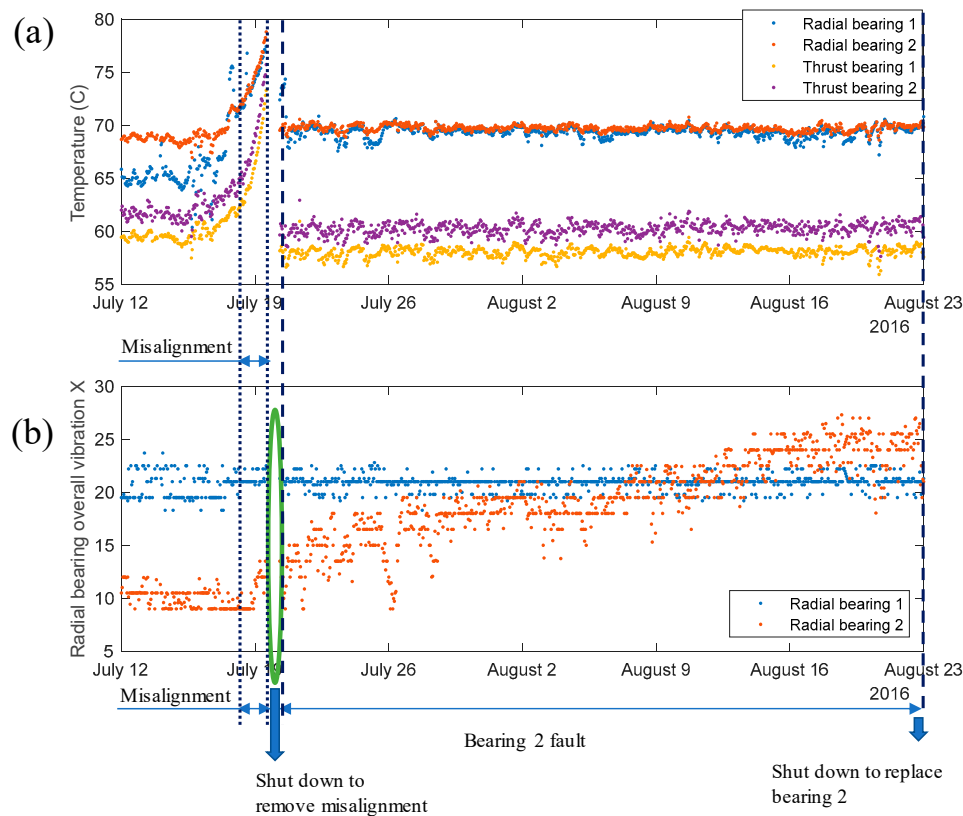 (a)
Temperature (C)
80
75
70
65
60
55
Radial bearing 1
Radial bearing 2
Thrust bearing 1
Thrust bearing 2
July 12
July 19
July 26
August 2
August 9
August 16
August 23
2016
Misalignment
(b)
Radial bearing overall vibration X
30
25
20
15
10
5
Radial bearing 1
Radial bearing 2
July 12
July
July 26
August 2
August 9
August 16
August 23
2016
Misalignment
Bearing 2 fault
Shut down to
remove misalignment
Shut down to replace
bearing 2